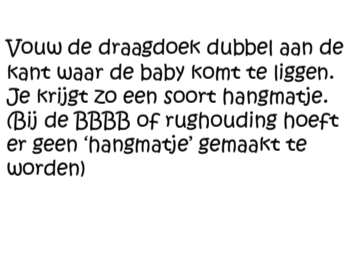 Vouw de draagdoek dubbel aan de
kant waar de baby komt te liggen.
Je krijgt zo een soort hangmatje.
(Bij de BBBB of rughouding hoeft
er geen ‘hangmatje’ gemaakt te
worden)